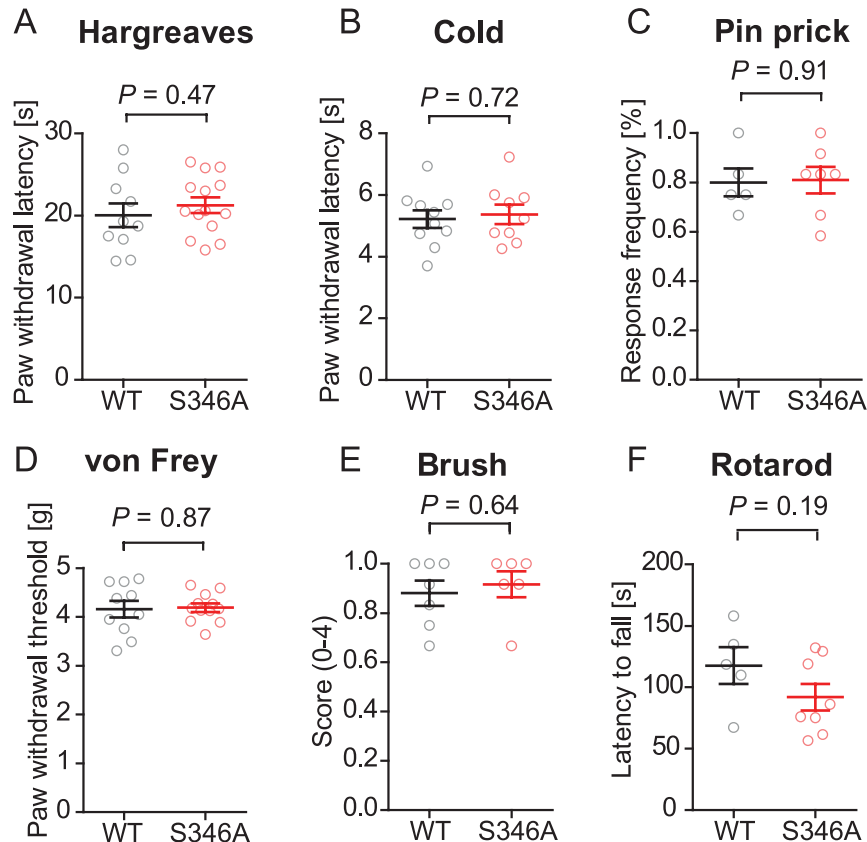 A Hargreaves
P = 0.47
Paw withdrawal latency [s]
30
20
10
0
WT S346A
B Cold
P = 0.72
Paw withdrawal latency [s]
8
6
4
2
0
WT S346A
C Pin prick
P = 0.91
Response frequency [%]
1.0
0.8
0.6
0.4
0.2
0.0
WT S346A
D von Frey
P = 0.87
Paw withdrawal threshold [g]
5
4
3
2
1
0
WT S346A
E Brush
P = 0.64
Score (0-4)
1.0
0.8
0.6
0.4
0.2
0.0
WT S346A
F Rotarod
P = 0.19
Latency to fall [s]
200
150
100
50
0
WT S346A